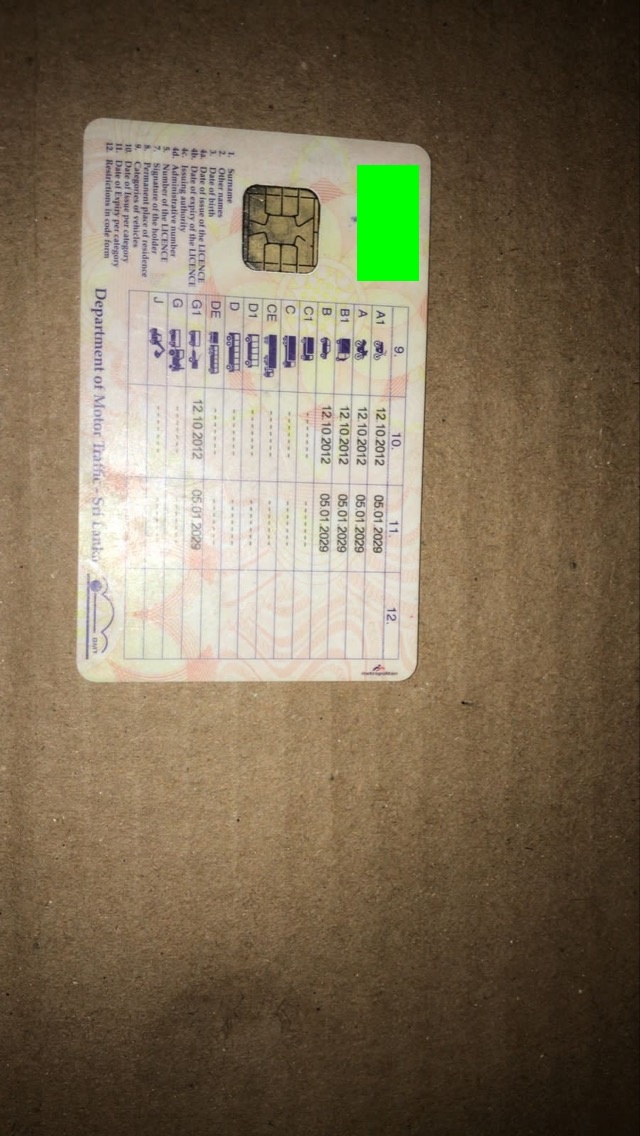 1. Surname
2. Other names
3. Date of birth
4a. Date of issue of the LICENCE
4b. Date of expiry of the LICENCE
4c. Issuing authority
4d. Administrative number
5. Number of the LICENCE
7. Signature of the holder
8. Permanent place of residence
9. Categories of vehicles
10. Date of Issue per category
11. Date of Expiry per category
12. Restrictions in code form
9. 10. 11. 12.
A1 12.10.2012 05.01.2029
A 12.10.2012 05.01.2029
B1 12.10.2012 05.01.2029
B 12.10.2012 05.01.2029
C1 ------- -------
C ------- -------
CE ------- -------
D1 ------- -------
D ------- -------
DE ------- -------
G1 12.10.2012 05.01.2029
G ------- -------
J ------- -------
Department of Motor Traffic - Sri Lanka
DMT
metropolitan